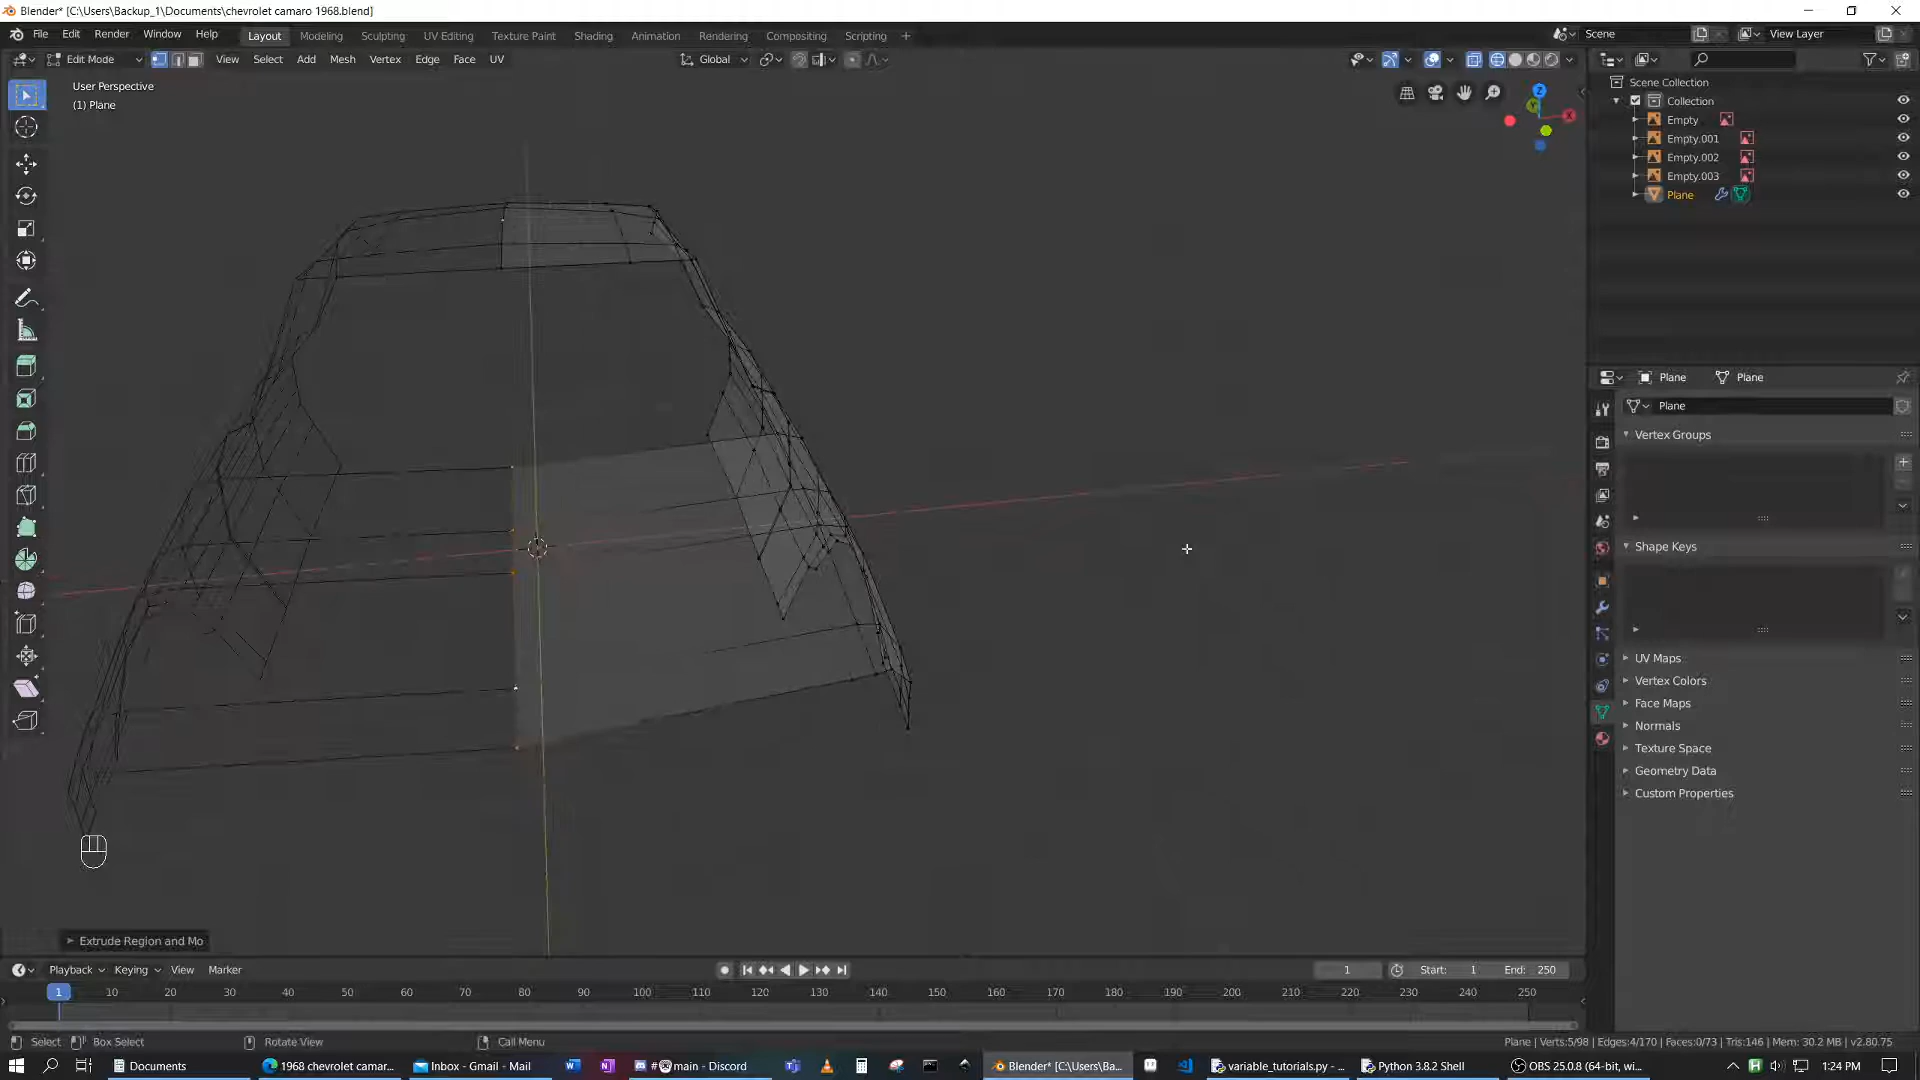 Blender* [C:\Users\Backup_1\Documents\chevrolet camaro 1968.blend]
File Edit Render Window Help Layout Modeling Sculpting UV Editing Texture Paint Shading Animation Rendering Compositing Scripting + Scene View Layer
Edit Mode View Select Add Mesh Vertex Edge Face UV Global
User Perspective
(1) Plane
Z
X
Y
Scene Collection
Collection
Empty
Empty.001
Empty.002
Empty.003
Plane
Plane Plane
Plane
Vertex Groups
Shape Keys
UV Maps
Vertex Colors
Face Maps
Normals
Texture Space
Geometry Data
Custom Properties
Extrude Region and Mo
Playback Keying View Marker 1 Start: 1 End: 250
1 10 20 30 40 50 60 70 80 90 100 110 120 130 140 150 160 170 180 190 200 210 220 230 240 250
Select Box Select Rotate View Call Menu Plane | Verts:5/98 | Edges:4/170 | Faces:0/73 | Tris:146 | Mem: 30.2 MB | v2.80.75
Documents 1968 chevrolet camar... Inbox - Gmail - Mail #main - Discord Blender* [C:\Users\Ba... variable_tutorials.py - ... Python 3.8.2 Shell OBS 25.0.8 (64-bit, wi... 1:24 PM